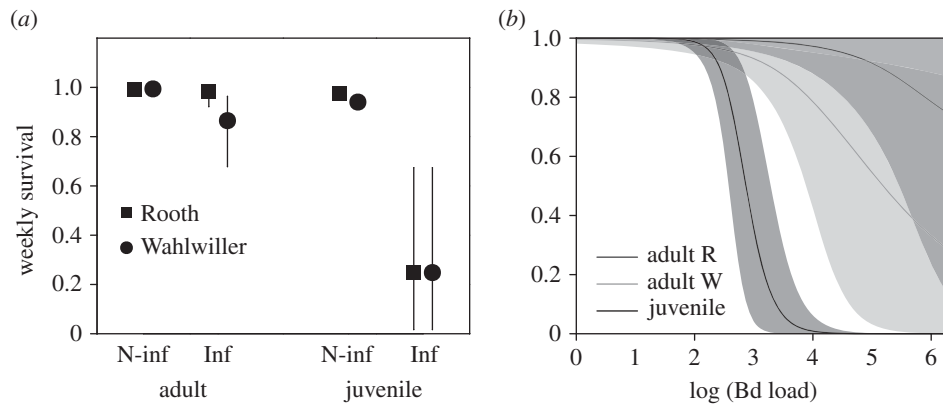 (a)
weekly survival
1.0
0.8
0.6
0.4
0.2
0
Rooth
Wahlwiller
N-inf Inf N-inf Inf
adult juvenile
(b)
1.0
0.8
0.6
0.4
0.2
adult R
adult W
juvenile
0 1 2 3 4 5 6
log (Bd load)